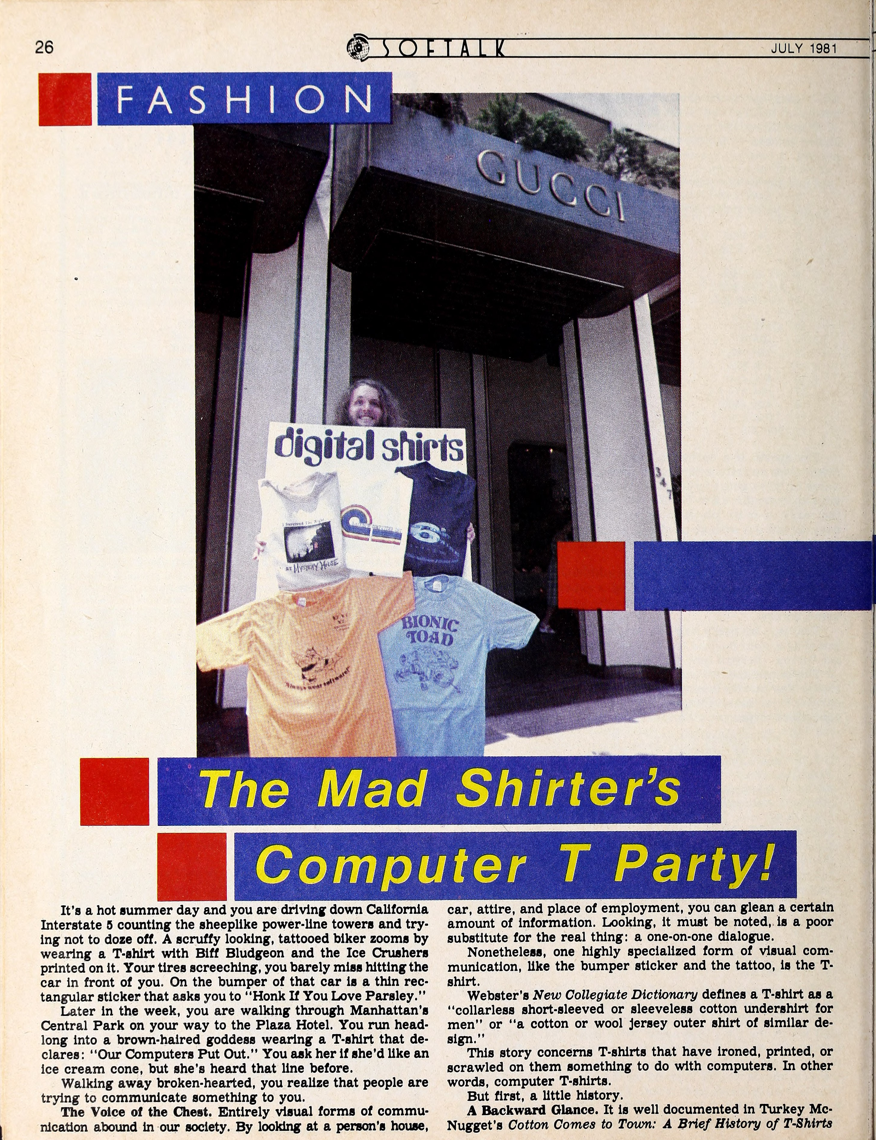 26
SOFTALK
JULY 1981
FASHION
GUCCI
digital shirts
347
AT MYSTERY HOUSE
6
BIONIC
TOAD
The Mad Shirter's
Computer T Party!
It's a hot summer day and you are driving down California
Interstate 5 counting the sheeplike power-line towers and try-
ing not to doze off. A scruffy looking, tattooed biker zooms by
wearing a T-shirt with Biff Bludgeon and the Ice Crushers
printed on it. Your tires screeching, you barely miss hitting the
car in front of you. On the bumper of that car is a thin rec-
tangular sticker that asks you to "Honk If You Love Parsley."
Later in the week, you are walking through Manhattan's
Central Park on your way to the Plaza Hotel. You run head-
long into a brown-haired goddess wearing a T-shirt that de-
clares: "Our Computers Put Out." You ask her if she'd like an
ice cream cone, but she's heard that line before.
Walking away broken-hearted, you realize that people are
trying to communicate something to you.
The Voice of the Chest. Entirely visual forms of commu-
nication abound in our society. By looking at a person's house,
car, attire, and place of employment, you can glean a certain
amount of information. Looking, it must be noted, is a poor
substitute for the real thing: a one-on-one dialogue.
Nonetheless, one highly specialized form of visual com-
munication, like the bumper sticker and the tattoo, is the T-
shirt.
Webster's New Collegiate Dictionary defines a T-shirt as a
"collarless short-sleeved or sleeveless cotton undershirt for
men" or "a cotton or wool jersey outer shirt of similar de-
sign."
This story concerns T-shirts that have ironed, printed, or
scrawled on them something to do with computers. In other
words, computer T-shirts.
But first, a little history.
A Backward Glance. It is well documented in Turkey Mc-
Nugget's Cotton Comes to Town: A Brief History of T-Shirts